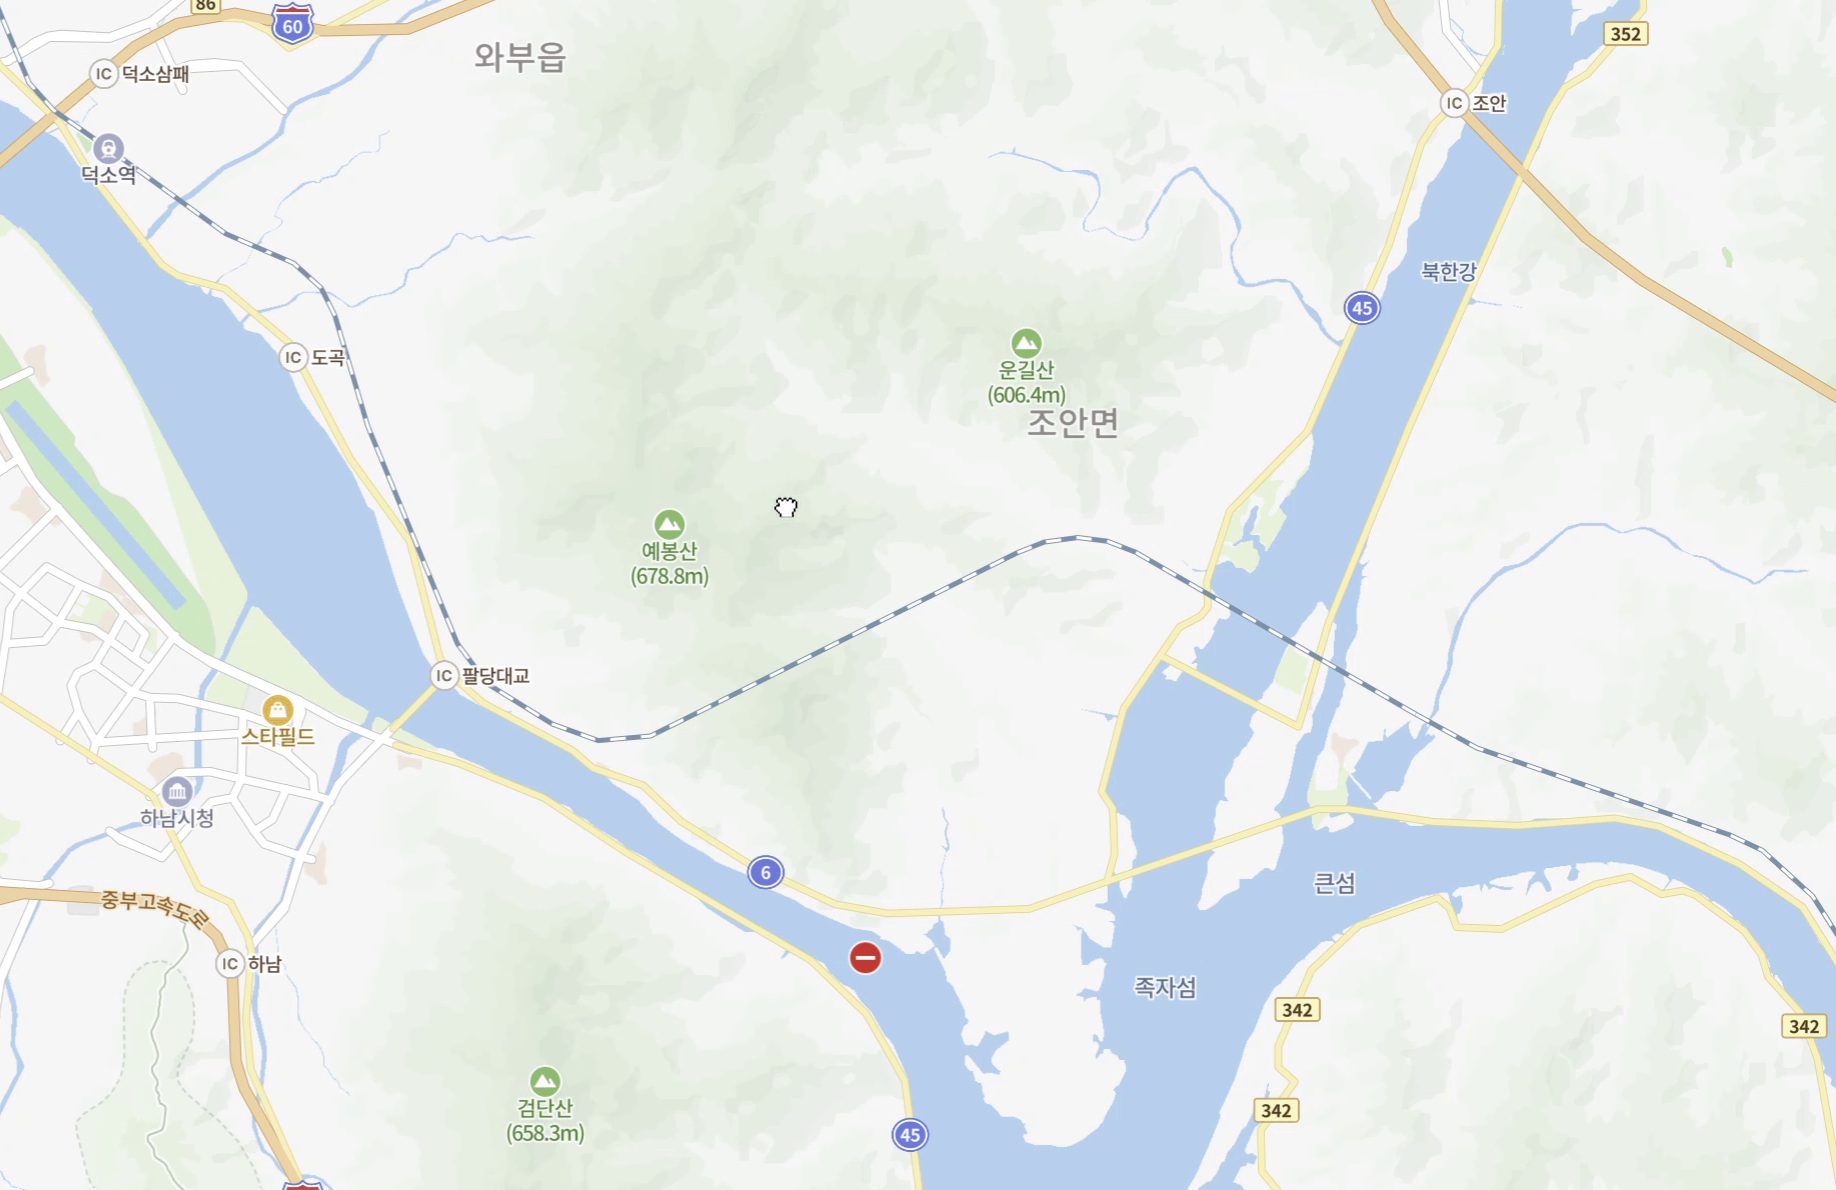 86
60
와부읍
352
IC 덕소삼패
IC 조안
덕소역
북한강
45
IC 도곡
운길산
(606.4m)
조안면
예봉산
(678.8m)
IC 팔당대교
스타필드
하남시청
6
큰섬
중부고속도로
IC 하남
족자섬
342
342
검단산
(658.3m)
342
45